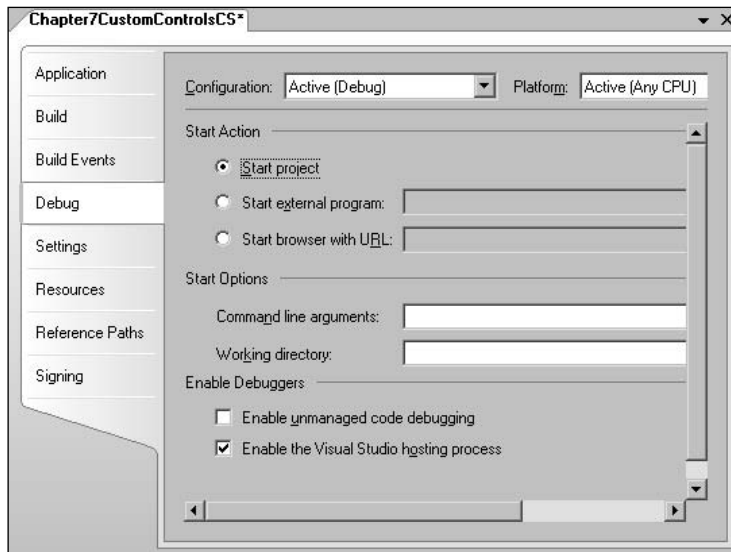 Chapter7CustomControlsCS*
Application
Build
Build Events
Debug
Settings
Resources
Reference Paths
Signing
Configuration: Active (Debug) Platform: Active (Any CPU)
Start Action
Start project
Start external program:
Start browser with URL:
Start Options
Command line arguments:
Working directory:
Enable Debuggers
Enable unmanaged code debugging
Enable the Visual Studio hosting process